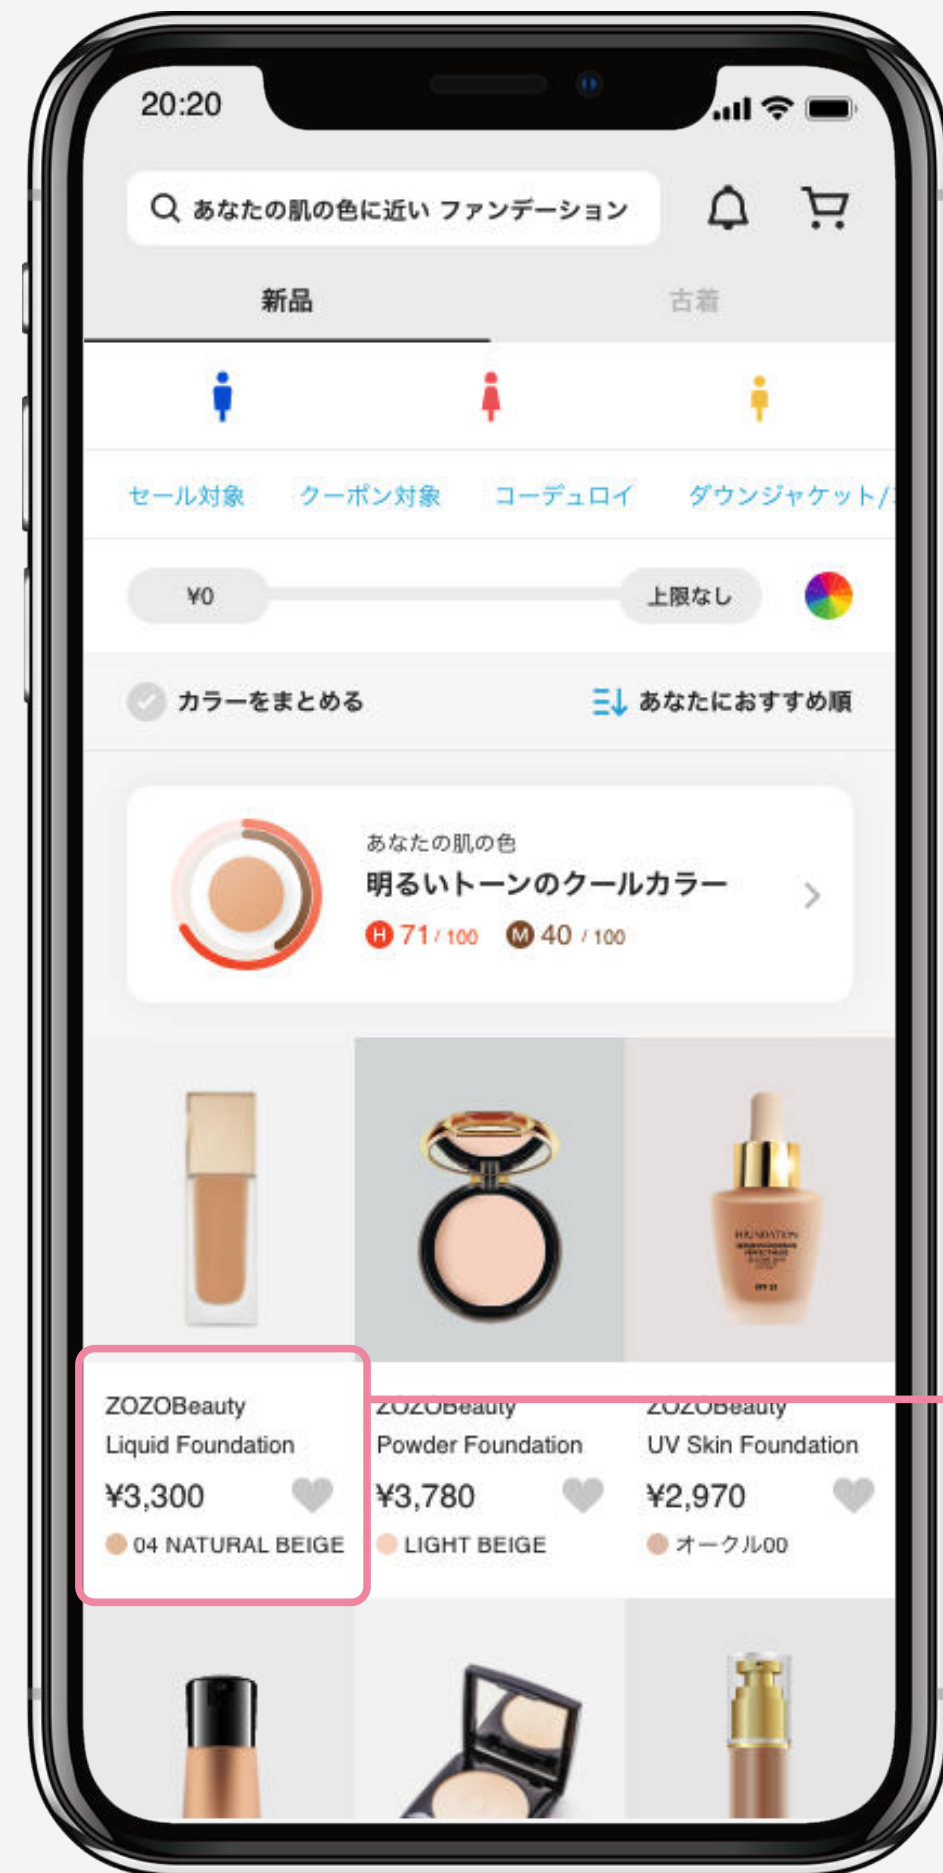 20:20
あなたの肌の色に近い ファンデーション
新品 古着
セール対象 クーポン対象 コーデュロイ ダウンジャケット/
¥0 上限なし
カラーをまとめる あなたにおすすめ順
あなたの肌の色
明るいトーンのクールカラー
H 71 / 100 M 40 / 100
FOUNDATION
ZOZOBeauty ZOZOBeauty ZOZOBeauty
Liquid Foundation Powder Foundation UV Skin Foundation
¥3,300 ¥3,780 ¥2,970
04 NATURAL BEIGE LIGHT BEIGE オークル00